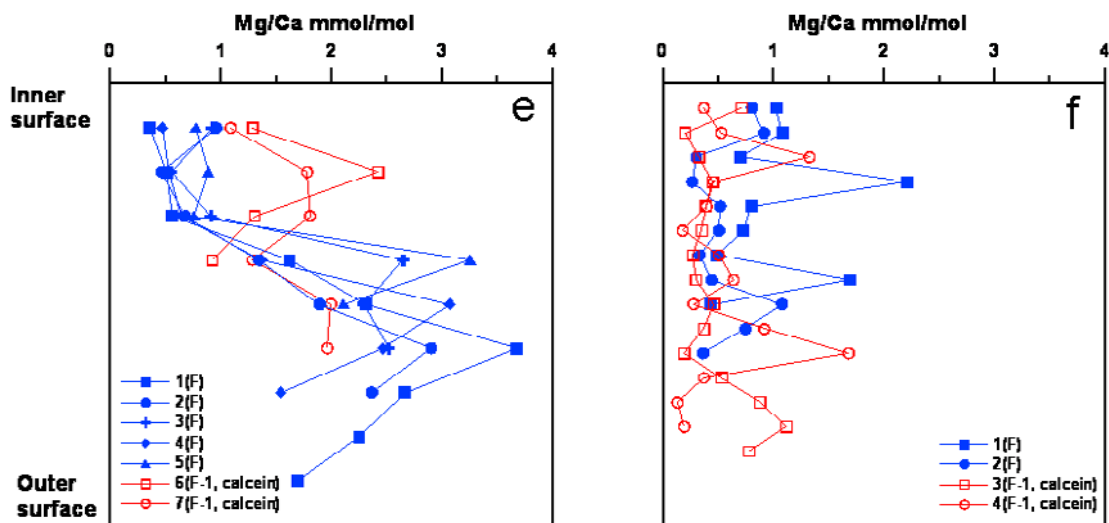 Mg/Ca mmol/mol
0 1 2 3 4
Inner
surface
e
1(F)
2(F)
3(F)
4(F)
5(F)
6(F-1, calcein)
7(F-1, calcein)
Outer
surface
Mg/Ca mmol/mol
0 1 2 3 4
f
1(F)
2(F)
3(F-1, calcein)
4(F-1, calcein)